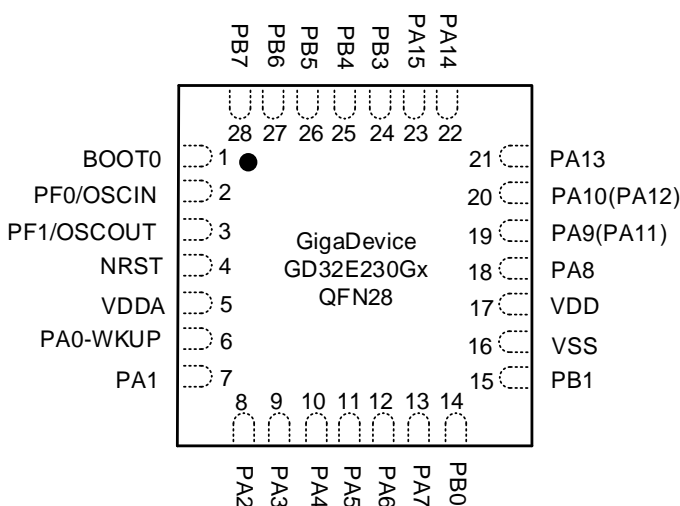 PB7 PB6 PB5 PB4 PB3 PA15 PA14
28 27 26 25 24 23 22
BOOT0 1 21 PA13
PF0/OSCIN 2 20 PA10(PA12)
PF1/OSCOUT 3 19 PA9(PA11)
GigaDevice
NRST 4 GD32E230Gx 18 PA8
QFN28
VDDA 5 17 VDD
PA0-WKUP 6 16 VSS
PA1 7 15 PB1
8 9 10 11 12 13 14
PA2 PA3 PA4 PA5 PA6 PA7 PB0